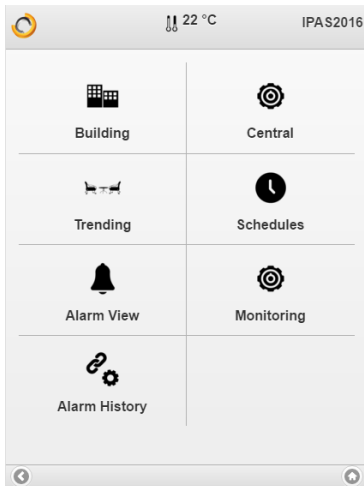 22 °C
IPAS2016
Building
Central
Trending
Schedules
Alarm View
Monitoring
Alarm History